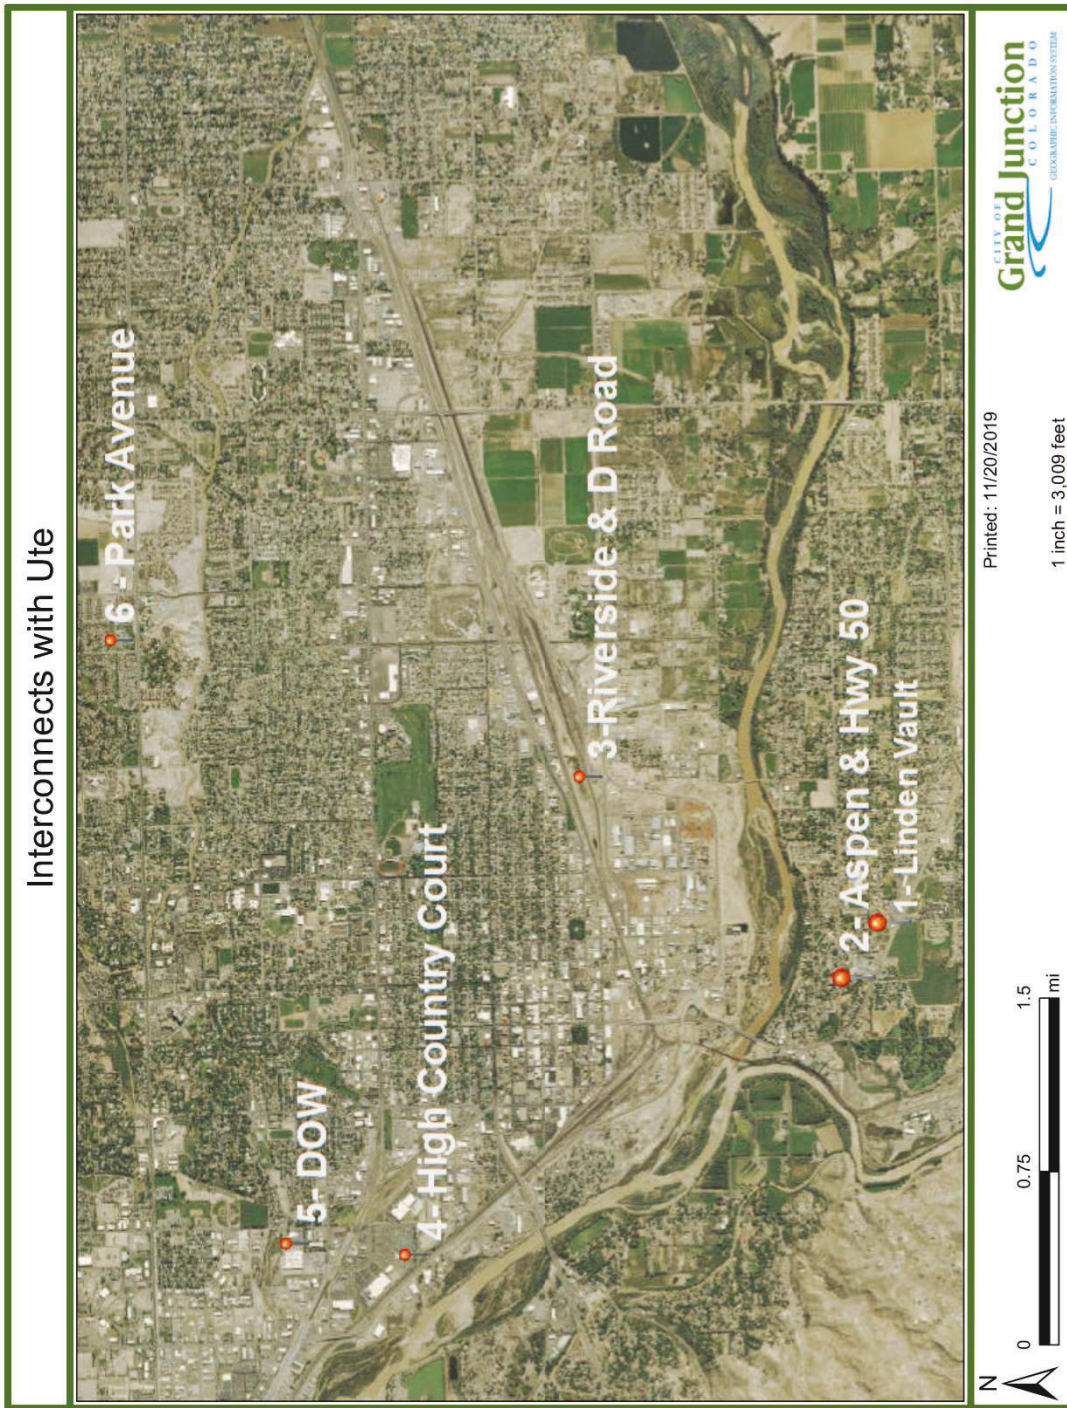 Interconnects with Ute
6 - Park Avenue
5- DOW
4- High Country Court
3-Riverside & D Road
2- Aspen & Hwy 50
1- Linden Vault
N
0
0.75
1.5
mi
Printed: 11/20/2019
1 inch = 3,009 feet
CITY OF
Grand Junction
COLORADO
GEOGRAPHIC INFORMATION SYSTEM